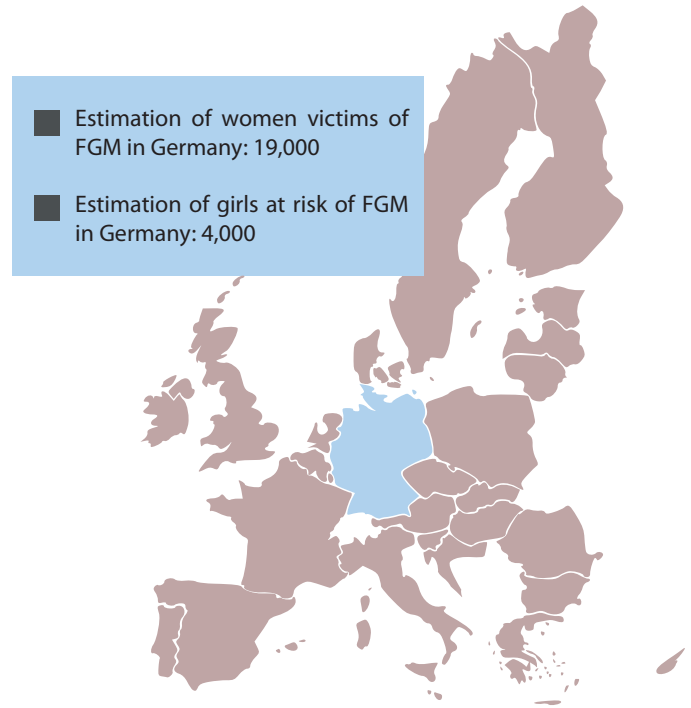 Estimation of women victims of
FGM in Germany: 19,000
Estimation of girls at risk of FGM
in Germany: 4,000